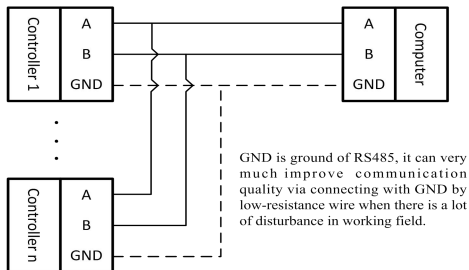 Controller 1
A
B
GND
A
B
GND
Computer
Controller n
A
B
GND
GND is ground of RS485, it can very
much improve communication
quality via connecting with GND by
low-resistance wire when there is a lot
of disturbance in working field.